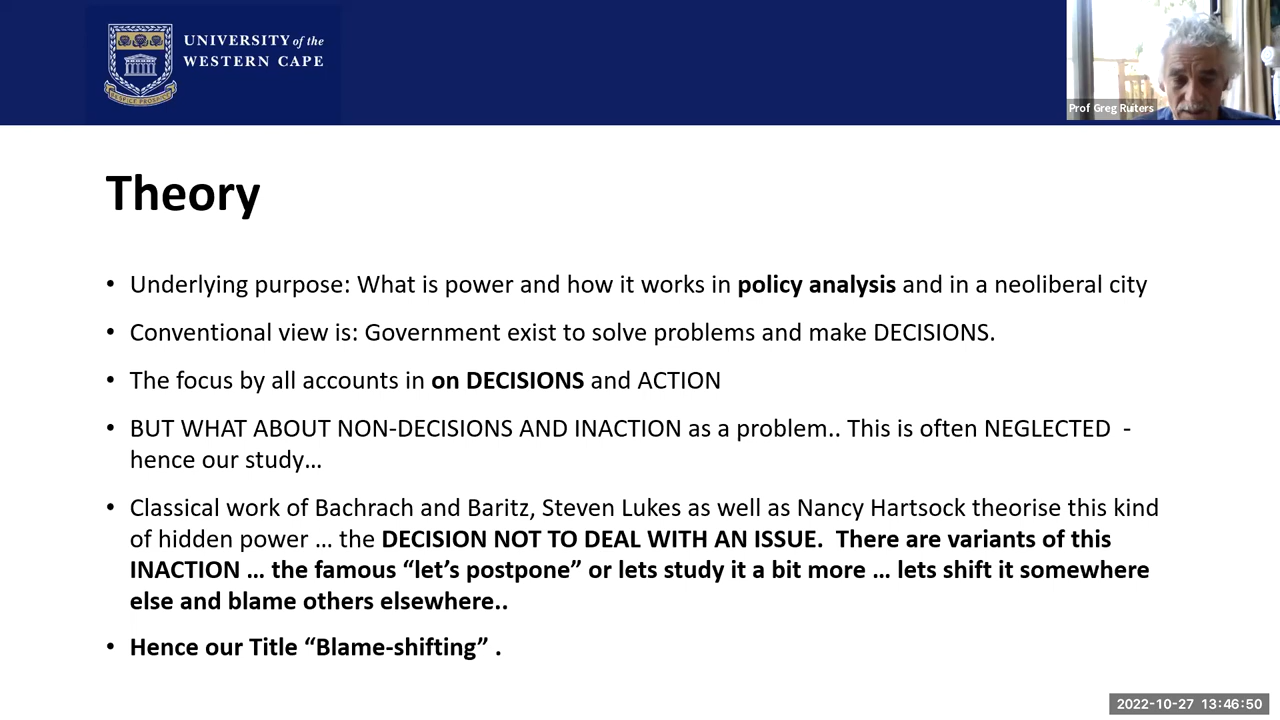 UNIVERSITY of the
WESTERN CAPE
Prof Greg Ruiters
Theory
• Underlying purpose: What is power and how it works in policy analysis and in a neoliberal city
• Conventional view is: Government exist to solve problems and make DECISIONS.
• The focus by all accounts in on DECISIONS and ACTION
• BUT WHAT ABOUT NON-DECISIONS AND INACTION as a problem.. This is often NEGLECTED -
hence our study…
• Classical work of Bachrach and Baritz, Steven Lukes as well as Nancy Hartsock theorise this kind
of hidden power … the DECISION NOT TO DEAL WITH AN ISSUE. There are variants of this
INACTION … the famous “let’s postpone” or lets study it a bit more … lets shift it somewhere
else and blame others elsewhere..
• Hence our Title “Blame-shifting” .
2022-10-27 13:46:50